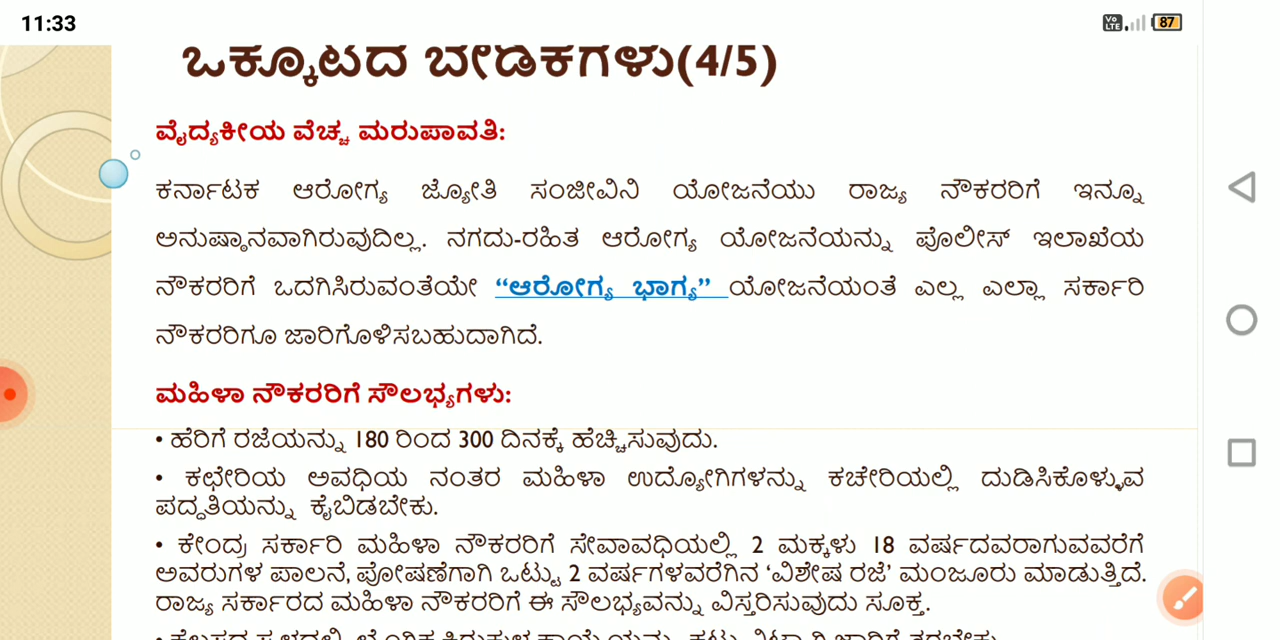 11:33
Vo LTE 87
ಒಕ್ಕೂಟದ ಬೇಡಿಕೆಗಳು(4/5)
ವೈದ್ಯಕೀಯ ವೆಚ್ಚ ಮರುಪಾವತಿ:
ಕರ್ನಾಟಕ ಆರೋಗ್ಯ ಜ್ಯೋತಿ ಸಂಜೀವಿನಿ ಯೋಜನೆಯು ರಾಜ್ಯ ನೌಕರರಿಗೆ ಇನ್ನೂ
ಅನುಷ್ಠಾನವಾಗಿರುವುದಿಲ್ಲ. ನಗದು-ರಹಿತ ಆರೋಗ್ಯ ಯೋಜನೆಯನ್ನು ಪೊಲೀಸ್ ಇಲಾಖೆಯ
ನೌಕರರಿಗೆ ಒದಗಿಸಿರುವಂತೆಯೇ “ಆರೋಗ್ಯ ಭಾಗ್ಯ” ಯೋಜನೆಯಂತೆ ಎಲ್ಲ ಎಲ್ಲಾ ಸರ್ಕಾರಿ
ನೌಕರರಿಗೂ ಜಾರಿಗೊಳಿಸಬಹುದಾಗಿದೆ.
ಮಹಿಳಾ ನೌಕರರಿಗೆ ಸೌಲಭ್ಯಗಳು:
• ಹೆರಿಗೆ ರಜೆಯನ್ನು 180 ರಿಂದ 300 ದಿನಕ್ಕೆ ಹೆಚ್ಚಿಸುವುದು.
• ಕಛೇರಿಯ ಅವಧಿಯ ನಂತರ ಮಹಿಳಾ ಉದ್ಯೋಗಿಗಳನ್ನು ಕಚೇರಿಯಲ್ಲಿ ದುಡಿಸಿಕೊಳ್ಳುವ
ಪದ್ಧತಿಯನ್ನು ಕೈಬಿಡಬೇಕು.
• ಕೇಂದ್ರ ಸರ್ಕಾರಿ ಮಹಿಳಾ ನೌಕರರಿಗೆ ಸೇವಾವಧಿಯಲ್ಲಿ 2 ಮಕ್ಕಳು 18 ವರ್ಷದವರಾಗುವವರೆಗೆ
ಅವರುಗಳ ಪಾಲನೆ, ಪೋಷಣೆಗಾಗಿ ಒಟ್ಟು 2 ವರ್ಷಗಳವರೆಗಿನ ‘ವಿಶೇಷ ರಜೆ’ ಮಂಜೂರು ಮಾಡುತ್ತಿದೆ.
ರಾಜ್ಯ ಸರ್ಕಾರದ ಮಹಿಳಾ ನೌಕರರಿಗೆ ಈ ಸೌಲಭ್ಯವನ್ನು ವಿಸ್ತರಿಸುವುದು ಸೂಕ್ತ.